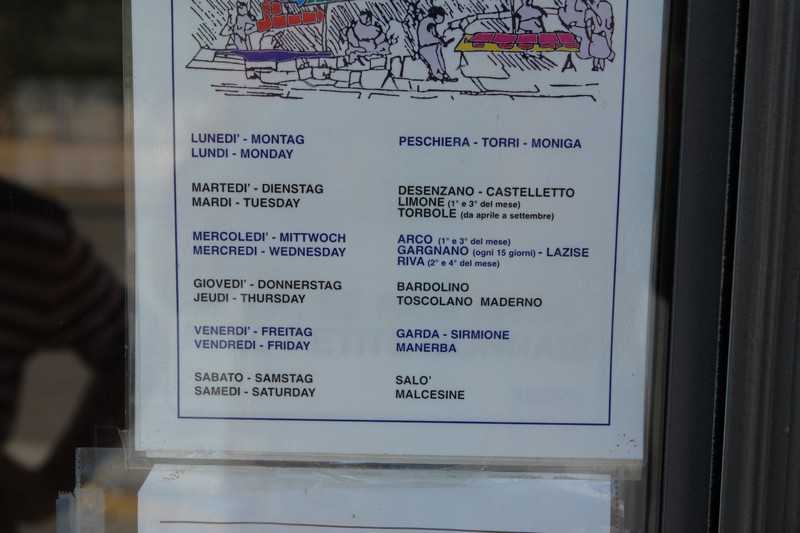 LUNEDI' - MONTAG
LUNDI - MONDAY
PESCHIERA - TORRI - MONIGA
MARTEDI' - DIENSTAG
MARDI - TUESDAY
DESENZANO - CASTELLETTO
LIMONE (1° e 3° del mese)
TORBOLE (da aprile a settembre)
MERCOLEDI' - MITTWOCH
MERCREDI - WEDNESDAY
ARCO (1° e 3° del mese)
GARGNANO (ogni 15 giorni) - LAZISE
RIVA (2° e 4° del mese)
GIOVEDI' - DONNERSTAG
JEUDI - THURSDAY
BARDOLINO
TOSCOLANO MADERNO
VENERDI' - FREITAG
VENDREDI - FRIDAY
GARDA - SIRMIONE
MANERBA
SABATO - SAMSTAG
SAMEDI - SATURDAY
SALO'
MALCESINE